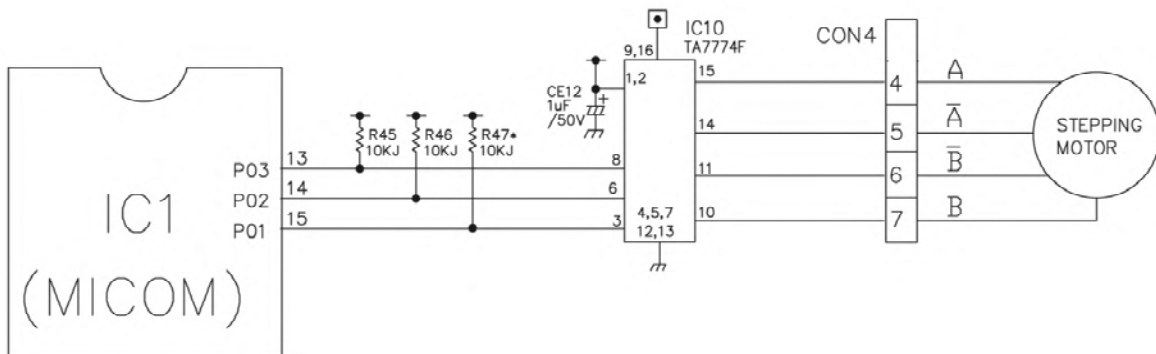 IC1
(MICOM)
P03
P02
P01
13
14
15
R45
10KJ
R46
10KJ
R47*
10KJ
CE12
1uF
/50V
+
9,16
IC10
TA7774F
1,2
8
6
3
4,5,7
12,13
15
14
11
10
CON4
4
5
6
7
A
A̅
B̅
B
STEPPING
MOTOR